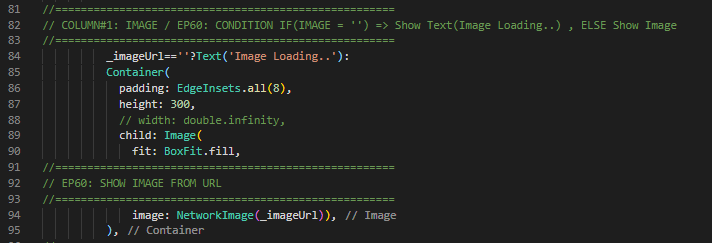 81 //====================================================
82 // COLUMN#1: IMAGE / EP60: CONDITION IF(IMAGE = '') => Show Text(Image Loading..) , ELSE Show Image
83 //====================================================
84 _imageUrl==''?Text('Image Loading..'):
85 Container(
86 padding: EdgeInsets.all(8),
87 height: 300,
88 // width: double.infinity,
89 child: Image(
90 fit: BoxFit.fill,
91 //====================================================
92 // EP60: SHOW IMAGE FROM URL
93 //====================================================
94 image: NetworkImage(_imageUrl)), // Image
95 ), // Container